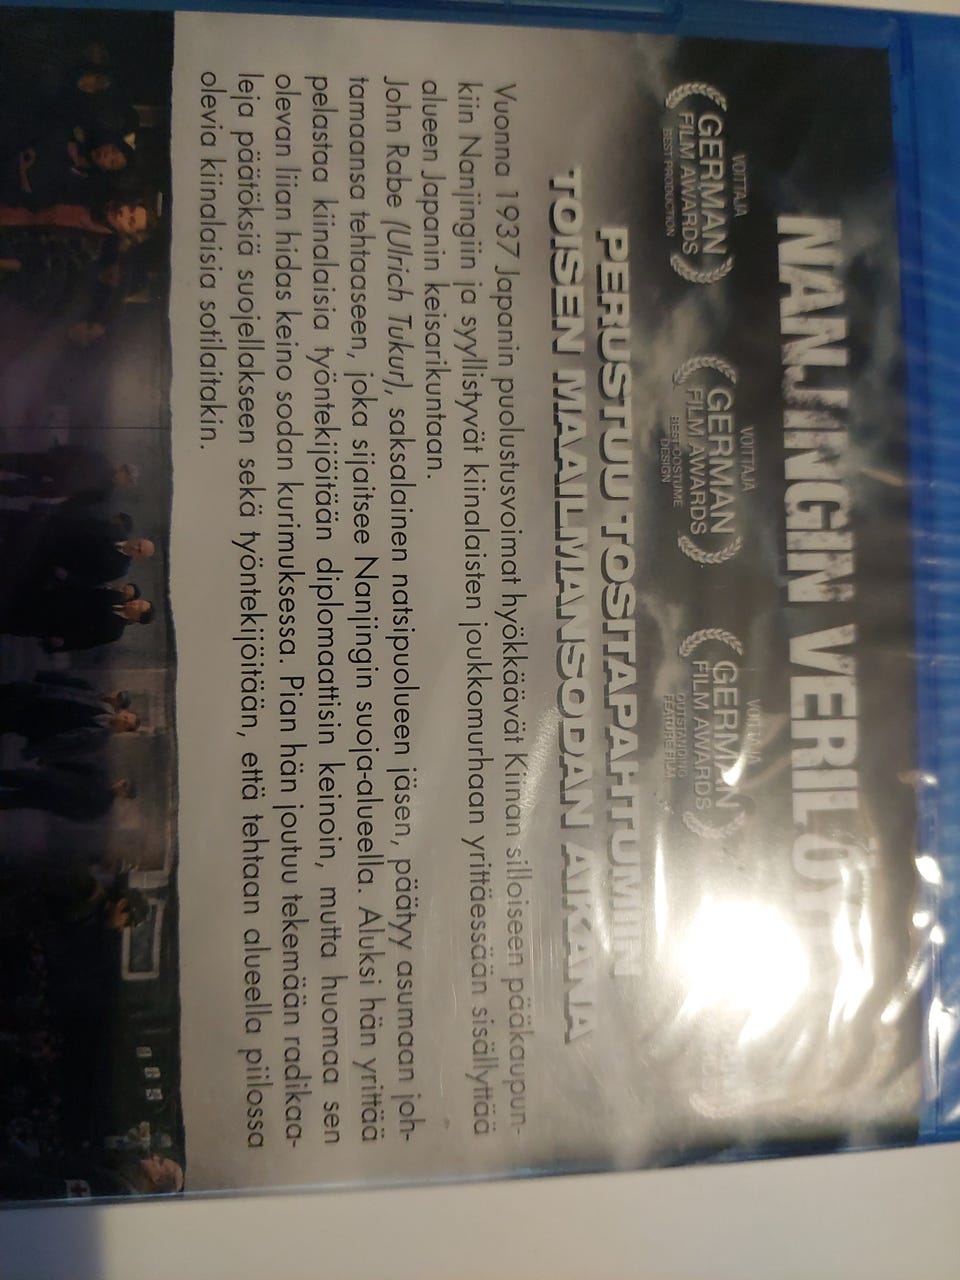 NANJINGIN
VOITTAJA
GERMAN
FILM AWARDS
BEST PRODUCTION
VOITTAJA
GERMAN
FILM AWARDS
BEST COSTUME
DESIGN
VOITTAJA
GERMAN
FILM AWARDS
OUTSTANDING
FEATURE FILM
PERUSTUU TOSITAPAHTUMIIN
TOISEN MAAILMANSODAN AIKANA
Vuonna 1937 Japanin puolustusvoimat hyökkäävät Kiinan silloiseen pääkaupun-
kiin Nanjingiin ja syyllistyvät kiinalaisten joukkomurhaan yrittäessään sisällyttää
alueen Japanin keisarikuntaan.
John Rabe (Ulrich Tukur), saksalainen natsipuolueen jäsen, päätyy asumaan joh-
tamaansa tehtaaseen, joka sijaitsee Nanjingin suoja-alueella. Aluksi hän yrittää
pelastaa kiinalaisia työntekijöitään diplomaattisin keinoin, mutta huomaa sen
olevan liian hidas keino sodan kurimuksessa. Pian hän joutuu tekemään radikaa-
leja päätöksiä suojellakseen sekä työntekijöitään, että tehtaan alueella piilossa
olevia kiinalaisia sotilaitakin.